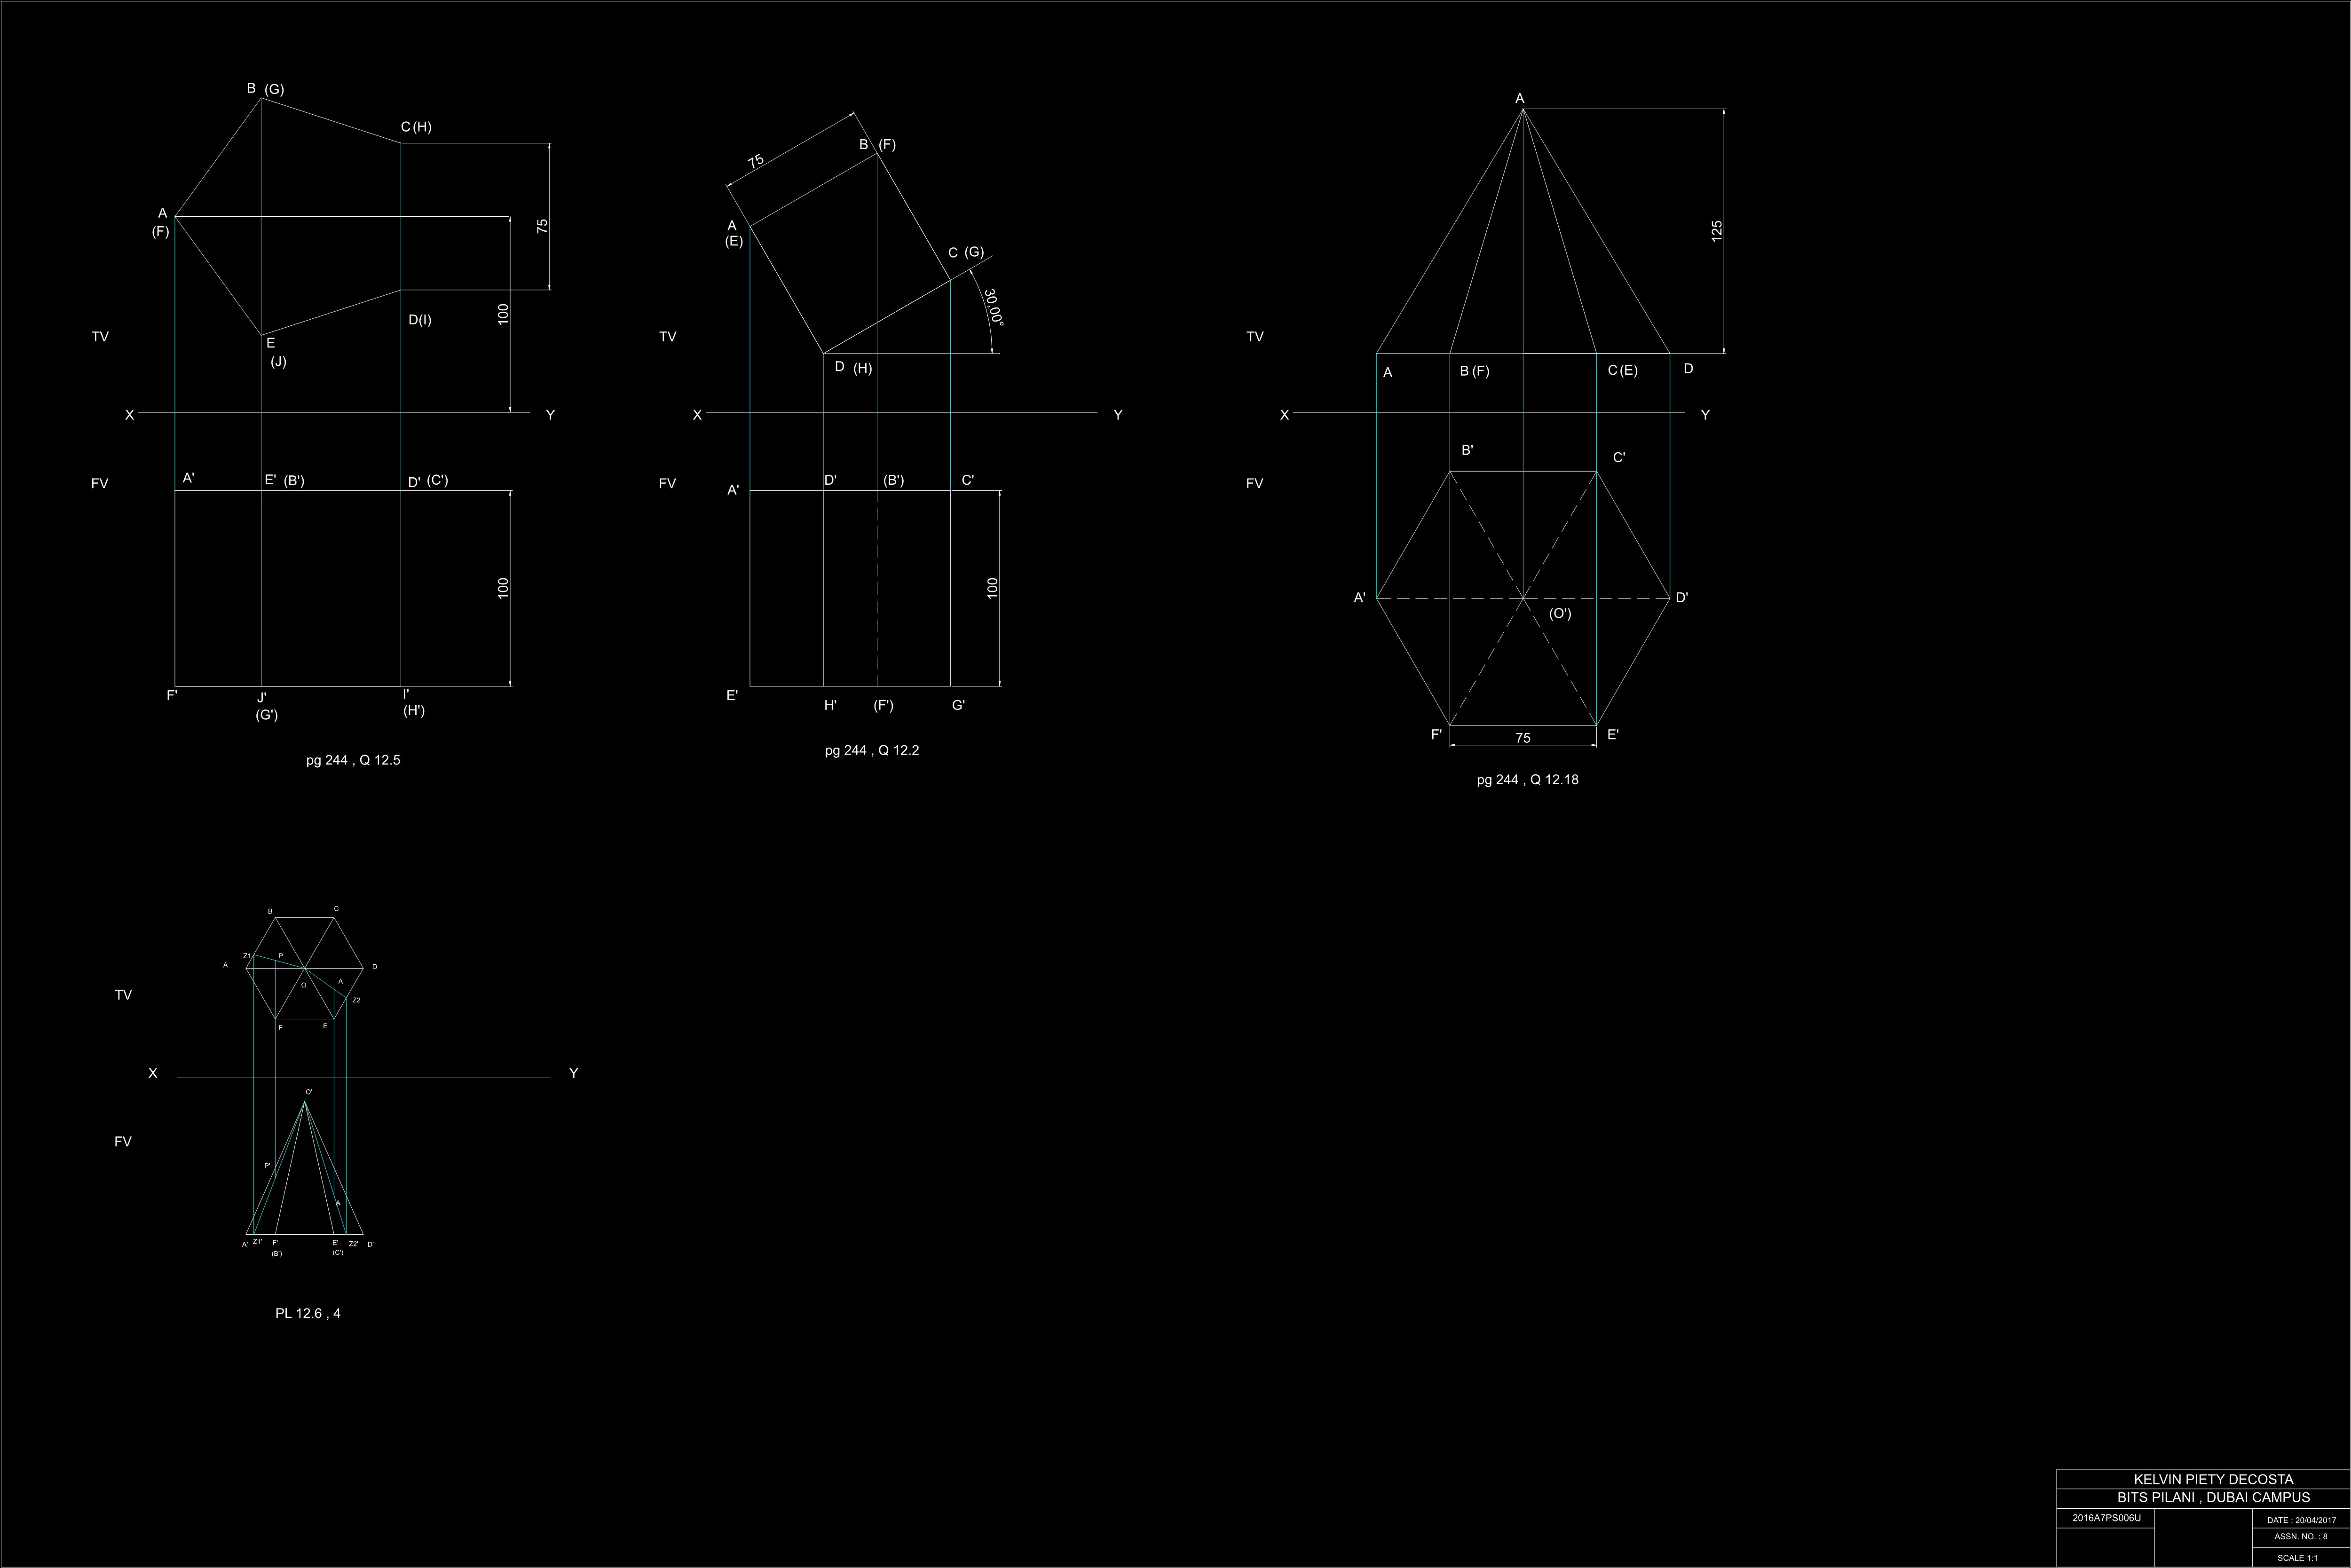 B (G)
C (H)
75
A
(F)
100
D(I)
TV
E
(J)
X Y
FV
A' E' (B') D' (C')
100
F' J' I'
(G') (H')
pg 244 , Q 12.5
75
B (F)
A
(E)
C (G)
30,00°
TV
D (H)
X Y
FV
A' D' (B') C'
100
E' H' (F') G'
pg 244 , Q 12.2
A
125
TV
A B (F) C (E) D
X Y
B' C'
FV
A' D'
(O')
F' E'
75
pg 244 , Q 12.18
B C
Z1 P
A D
O A
TV Z2
F E
X Y
O'
FV
P'
A
A' Z1' F' E' Z2' D'
(B') (C')
PL 12.6 , 4
KELVIN PIETY DECOSTA
BITS PILANI , DUBAI CAMPUS
2016A7PS006U
DATE : 20/04/2017
ASSN. NO. : 8
SCALE 1:1